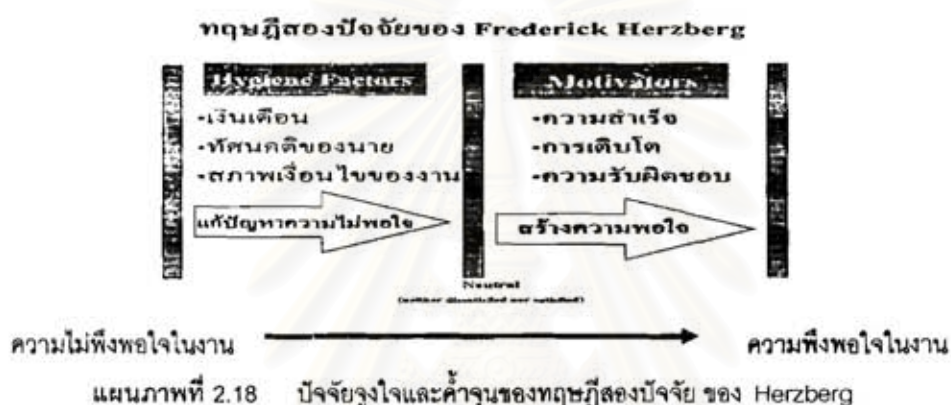 ทฤษฎีสองปัจจัยของ Frederick Herzberg
Hygiene Factors
-เงินเดือน
-ทัศนคติของนาย
-สภาพเงื่อนไขของงาน
แก้ปัญหาความไม่พอใจ
Motivators
-ความสำเร็จ
-การเติบโต
-ความรับผิดชอบ
สร้างความพอใจ
Neutral
(neither dissatisfied nor satisfied)
ความไม่พึงพอใจในงาน
ความพึงพอใจในงาน
แผนภาพที่ 2.18 ปัจจัยจูงใจและค้ำจุนของทฤษฎีสองปัจจัย ของ Herzberg